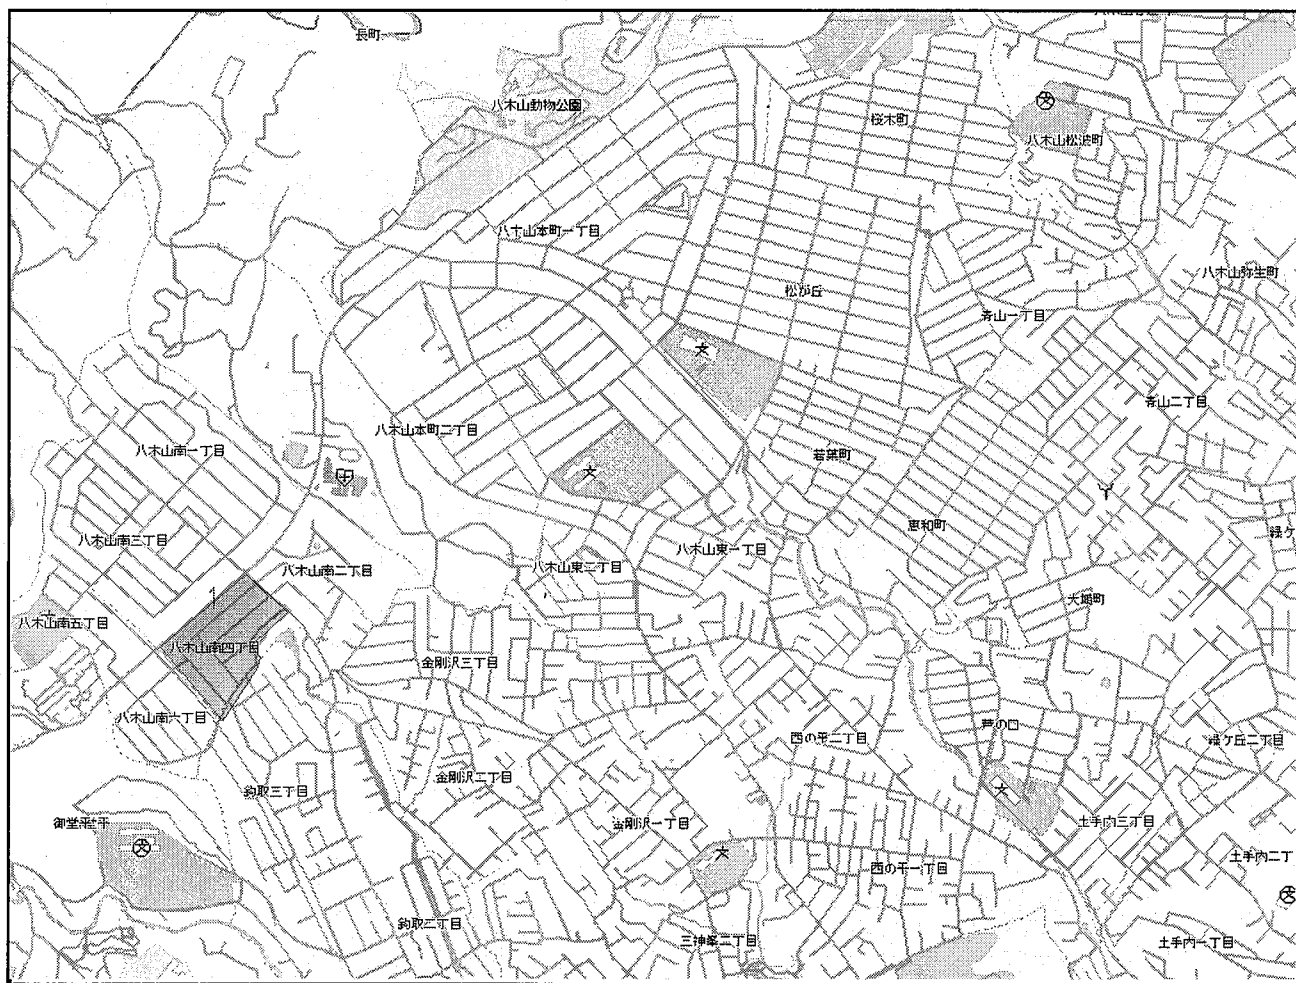 長町
八木山動物公園
桜木町
八木山松波町
八木山本町一丁目
八木山弥生町
松が丘
青山一丁目
青山二丁目
八木山本町二丁目
八木山南一丁目
若葉町
恵和町
緑ケ
八木山南三丁目
八木山東一丁目
八木山東二丁目
八木山南二丁目
大塒町
1
八木山南五丁目
八木山南四丁目
金剛沢三丁目
八木山南六丁目
芦の口
西の平二丁目
緑ケ丘二丁目
金剛沢二丁目
鈎取三丁目
御堂平
金剛沢一丁目
土手内三丁目
土手内二丁
西の平一丁目
鈎取二丁目
三神峯二丁目
土手内一丁目